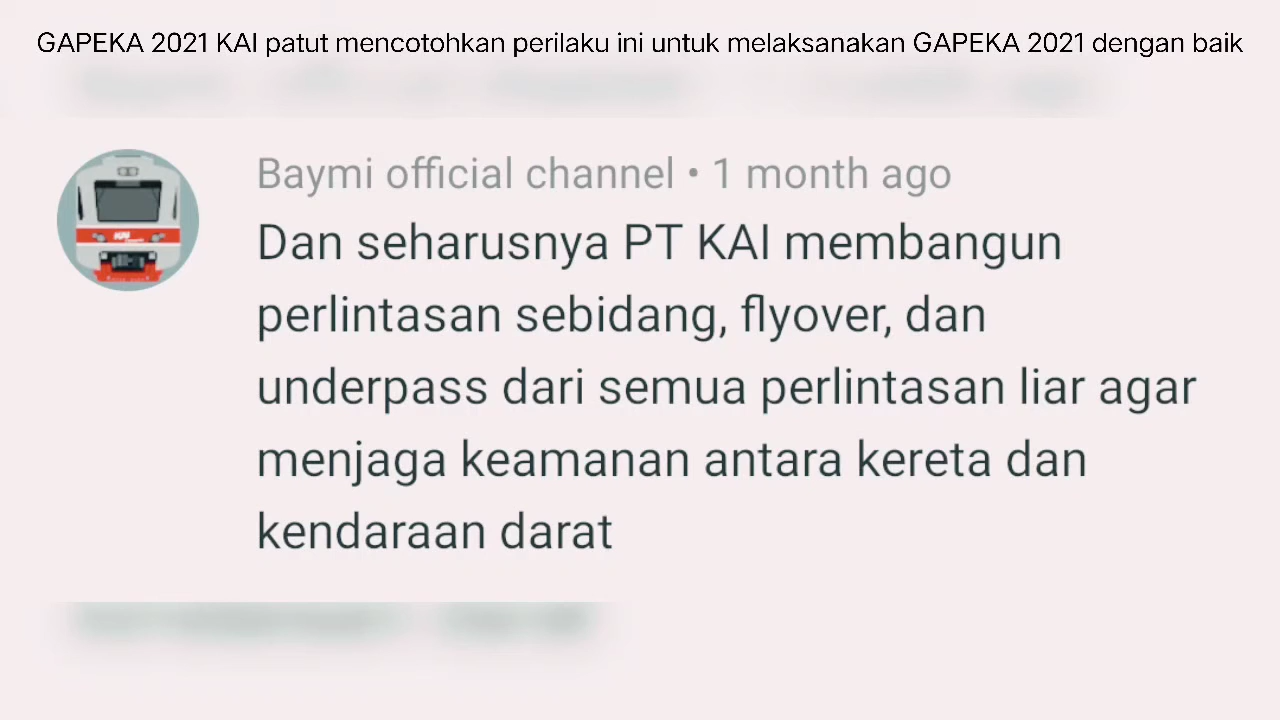 GAPEKA 2021 KAI patut mencotohkan perilaku ini untuk melaksanakan GAPEKA 2021 dengan baik
Baymi official channel • 1 month ago
Dan seharusnya PT KAI membangun
perlintasan sebidang, flyover, dan
underpass dari semua perlintasan liar agar
menjaga keamanan antara kereta dan
kendaraan darat